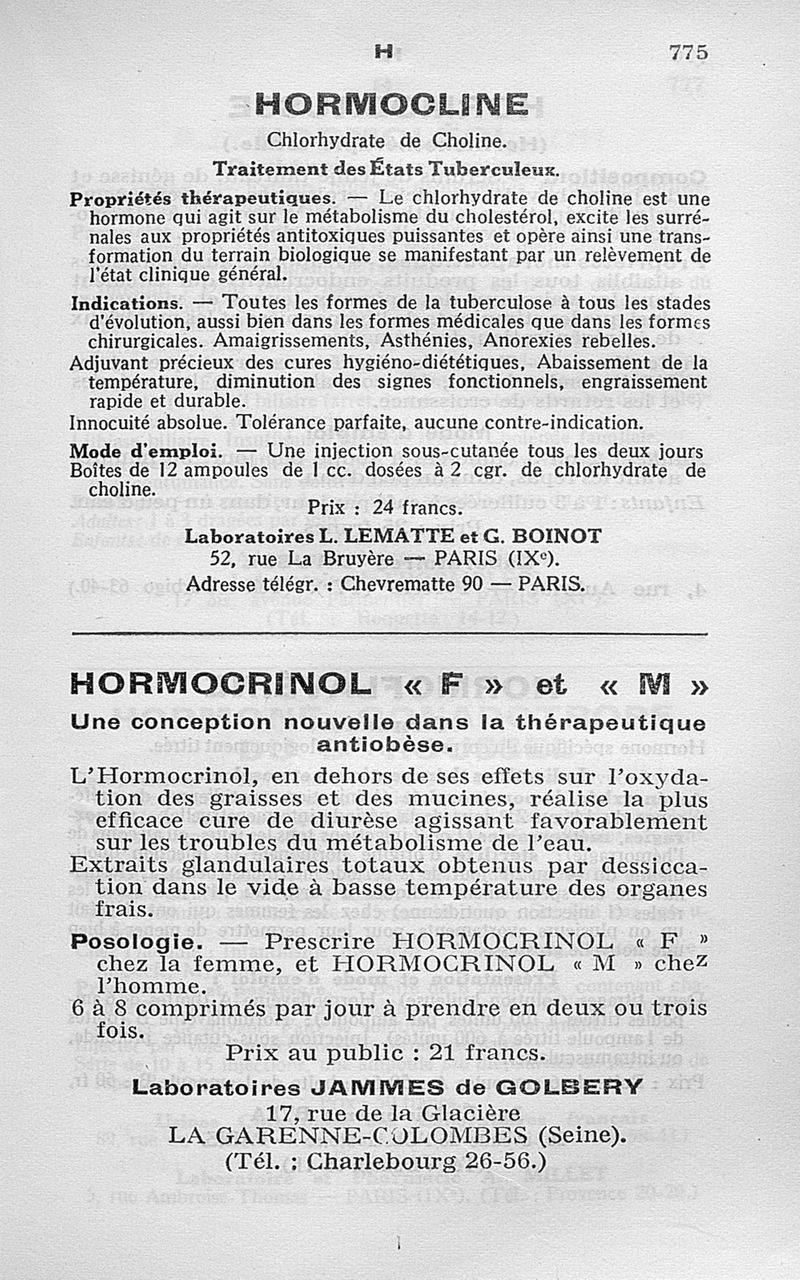 H 775
HORMOCLINE
Chlorhydrate de Choline.
Traitement des États Tuberculeux.
Propriétés thérapeutiques. — Le chlorhydrate de choline est une
hormone qui agit sur le métabolisme du cholestérol, excite les surré-
nales aux propriétés antitoxiques puissantes et opère ainsi une trans-
formation du terrain biologique se manifestant par un relèvement de
l'état clinique général.
Indications. — Toutes les formes de la tuberculose à tous les stades
d'évolution, aussi bien dans les formes médicales que dans les formes
chirurgicales. Amaigrissements, Asthénies, Anorexies rebelles.
Adjuvant précieux des cures hygiéno-diététiques, Abaissement de la
température, diminution des signes fonctionnels, engraissement
rapide et durable.
Innocuité absolue. Tolérance parfaite, aucune contre-indication.
Mode d'emploi. — Une injection sous-cutanée tous les deux jours
Boîtes de 12 ampoules de 1 cc. dosées à 2 cgr. de chlorhydrate de
choline.
Prix : 24 francs.
Laboratoires L. LEMATTE et G. BOINOT
52, rue La Bruyère — PARIS (IXe).
Adresse télégr. : Chevrematte 90 — PARIS.
HORMOCRINOL « F » et « M »
Une conception nouvelle dans la thérapeutique
antiobèse.
L'Hormocrinol, en dehors de ses effets sur l'oxyda-
tion des graisses et des mucines, réalise la plus
efficace cure de diurèse agissant favorablement
sur les troubles du métabolisme de l'eau.
Extraits glandulaires totaux obtenus par dessicca-
tion dans le vide à basse température des organes
frais.
Posologie. — Prescrire HORMOCRINOL « F »
chez la femme, et HORMOCRINOL « M » chez
l'homme.
6 à 8 comprimés par jour à prendre en deux ou trois
fois.
Prix au public : 21 francs.
Laboratoires JAMMES de GOLBERY
17, rue de la Glacière
LA GARENNE-COLOMBES (Seine).
(Tél. : Charlebourg 26-56.)